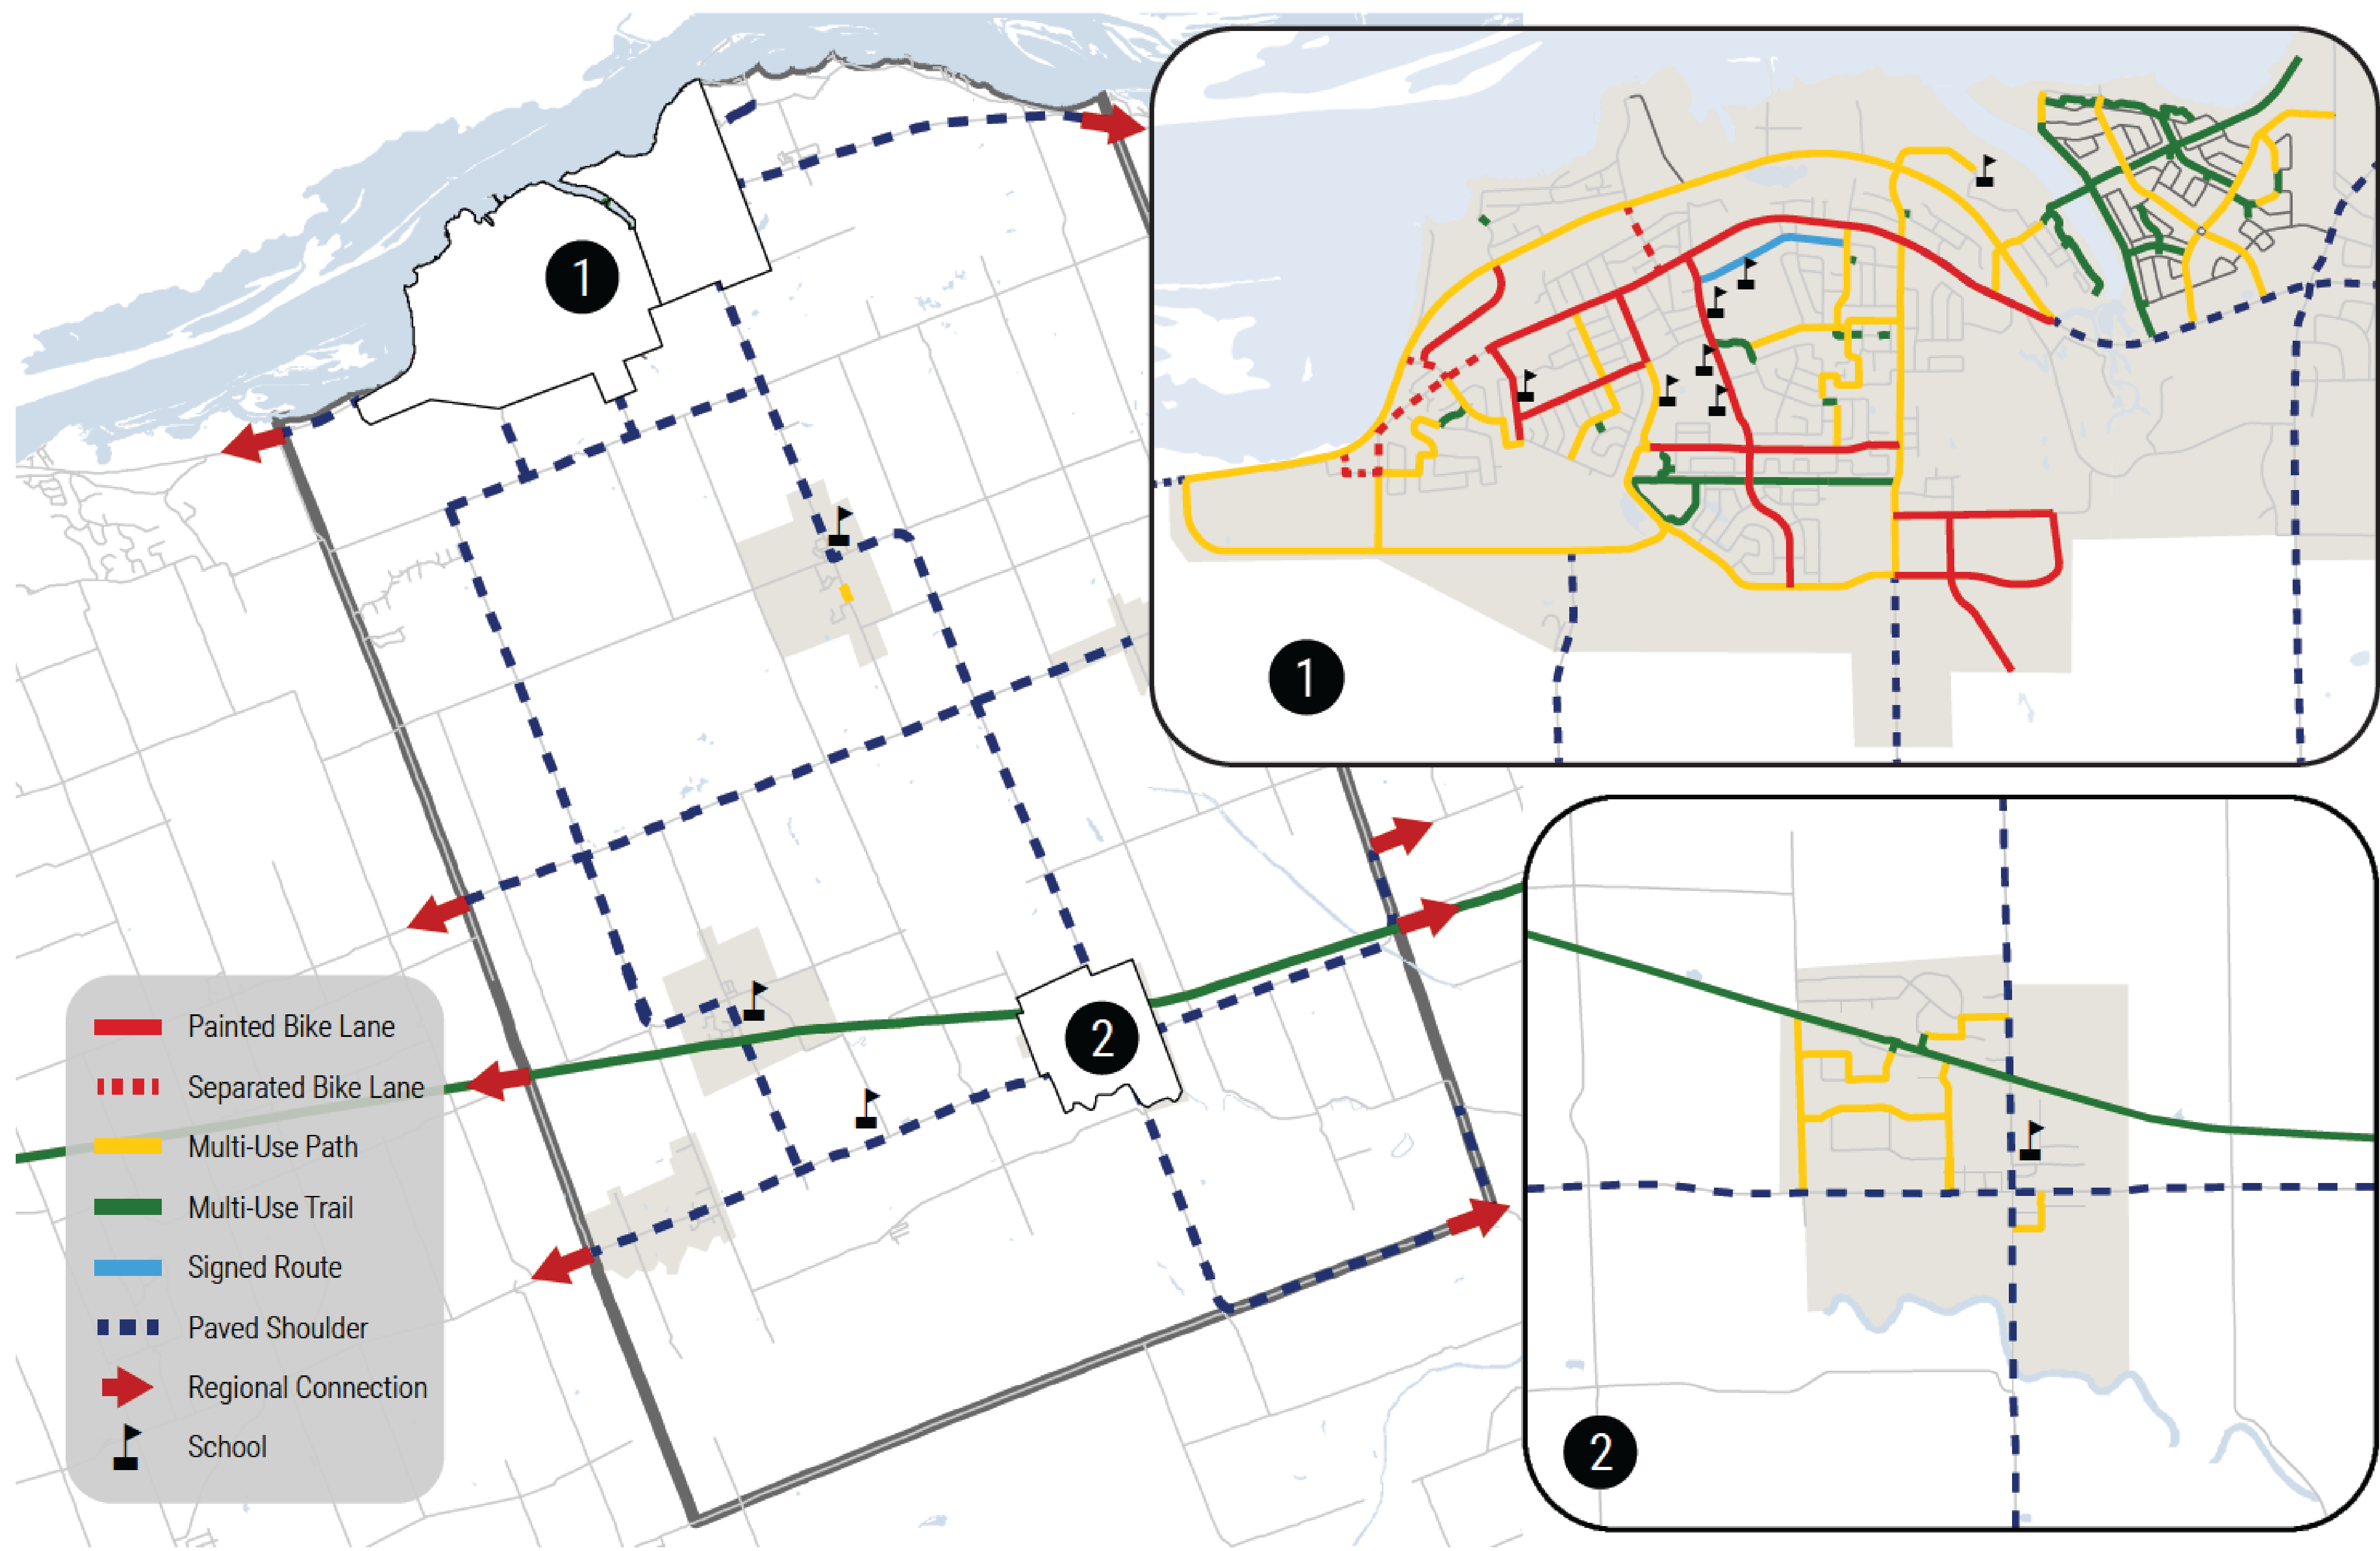 1
1
2
2
Painted Bike Lane
Separated Bike Lane
Multi-Use Path
Multi-Use Trail
Signed Route
Paved Shoulder
Regional Connection
School